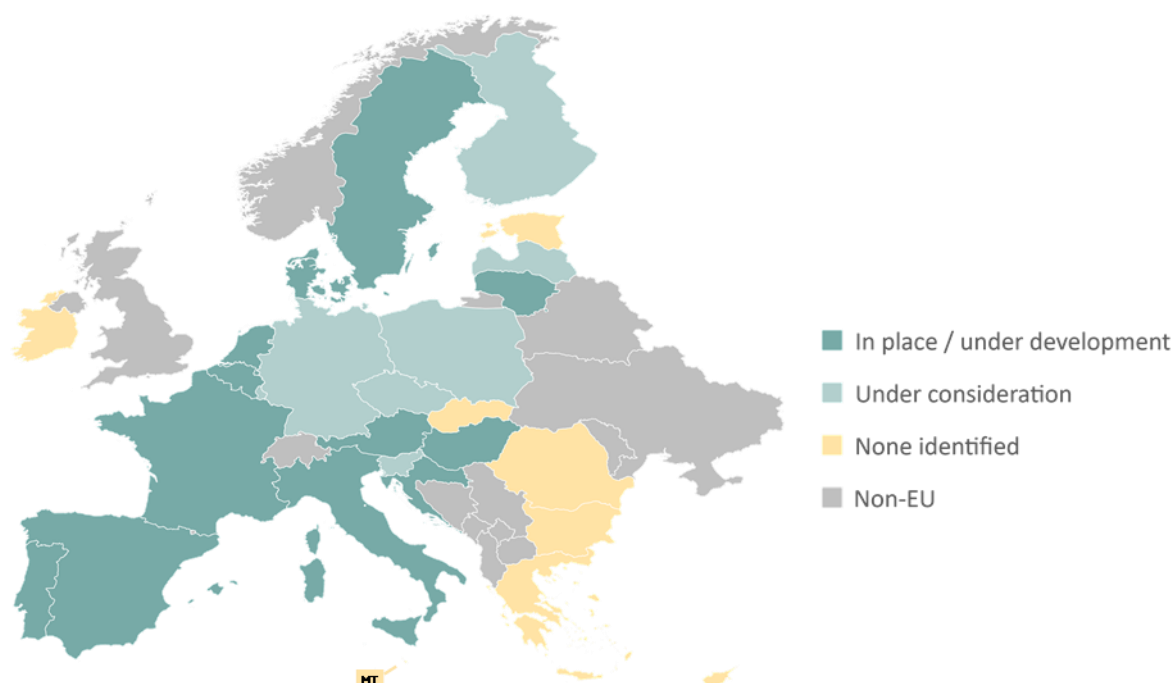 In place / under development
Under consideration
None identified
Non-EU
MT